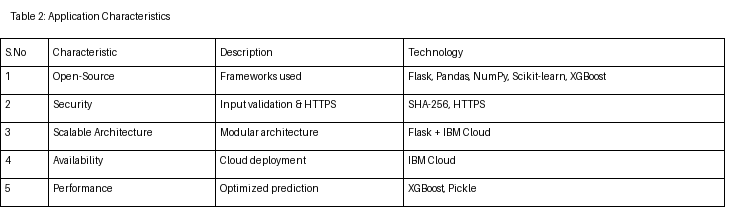 Table 2: Application Characteristics
S.No Characteristic Description Technology
1 Open-Source Frameworks used Flask, Pandas, NumPy, Scikit-learn, XGBoost
2 Security Input validation & HTTPS SHA-256, HTTPS
3 Scalable Architecture Modular architecture Flask + IBM Cloud
4 Availability Cloud deployment IBM Cloud
5 Performance Optimized prediction XGBoost, Pickle